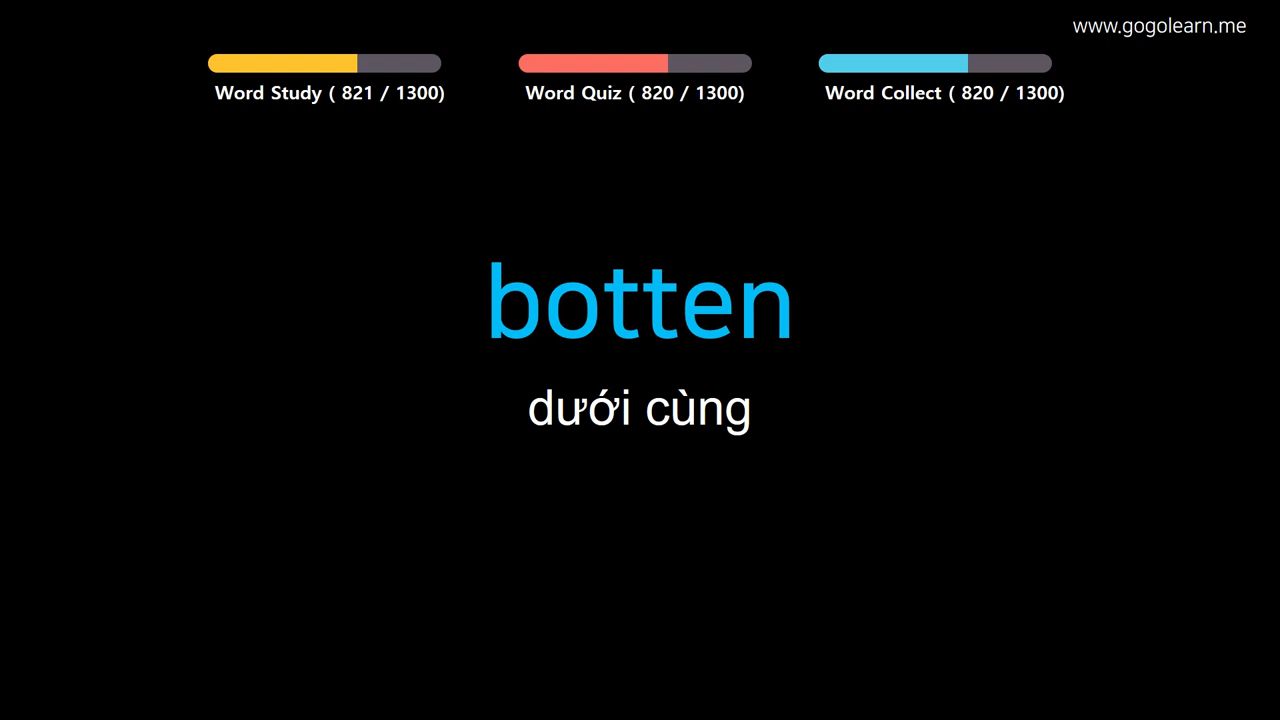 www.gogolearn.me
Word Study ( 821 / 1300)
Word Quiz ( 820 / 1300)
Word Collect ( 820 / 1300)
botten
dưới cùng